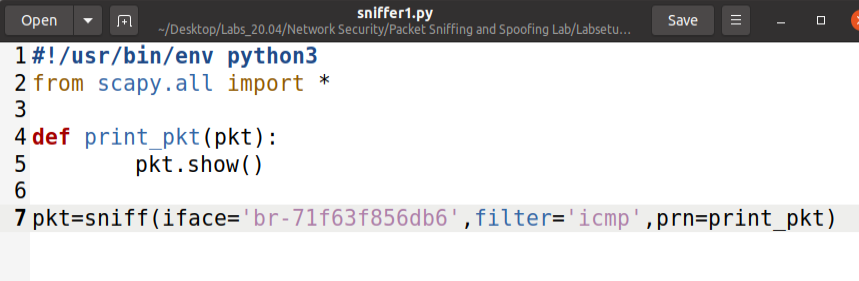 Open
sniffer1.py
~/Desktop/Labs_20.04/Network Security/Packet Sniffing and Spoofing Lab/Labsetu...
Save
1 #!/usr/bin/env python3
2 from scapy.all import *
3
4 def print_pkt(pkt):
5         pkt.show()
6
7 pkt=sniff(iface='br-71f63f856db6',filter='icmp',prn=print_pkt)